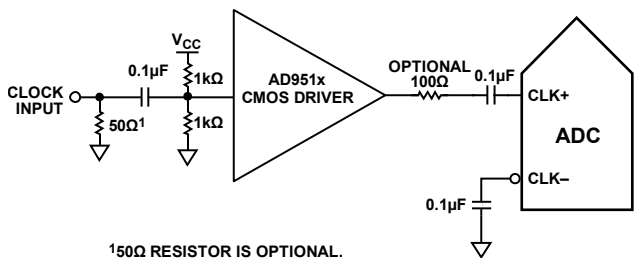 V_CC
0.1µF
1kΩ
CLOCK
INPUT
50Ω¹
1kΩ
AD951x
CMOS DRIVER
OPTIONAL
100Ω
0.1µF
CLK+
ADC
CLK–
0.1µF
¹50Ω RESISTOR IS OPTIONAL.